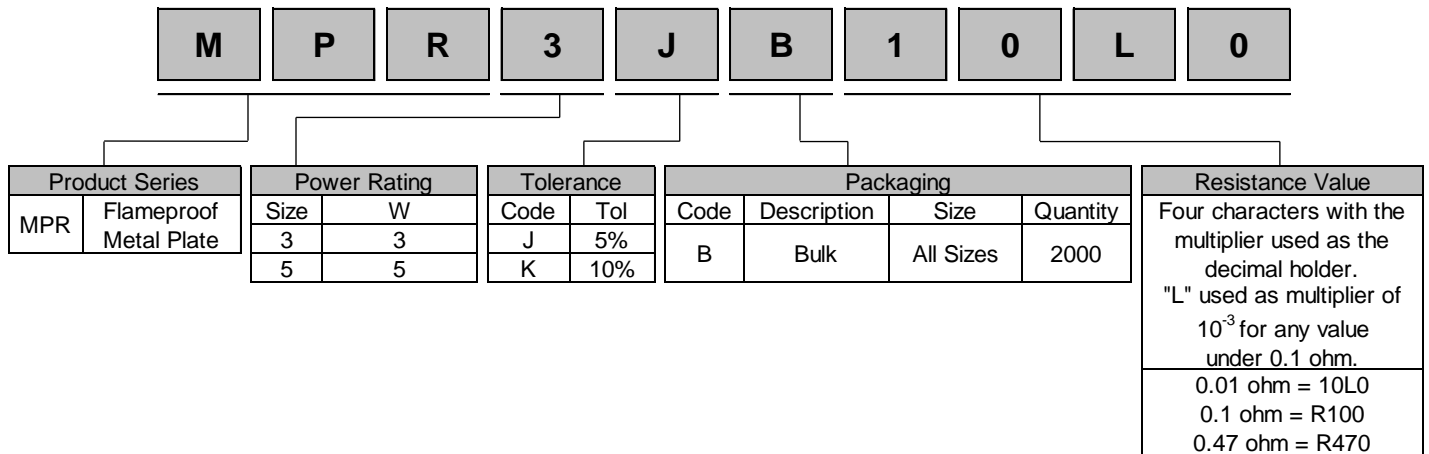 M P R 3 J B 1 0 L 0
Product Series
MPR Flameproof Metal Plate
Power Rating
Size W
3 3
5 5
Tolerance
Code Tol
J 5%
K 10%
Packaging
Code Description Size Quantity
B Bulk All Sizes 2000
Resistance Value
Four characters with the
multiplier used as the
decimal holder.
"L" used as multiplier of
10⁻³ for any value
under 0.1 ohm.
0.01 ohm = 10L0
0.1 ohm = R100
0.47 ohm = R470